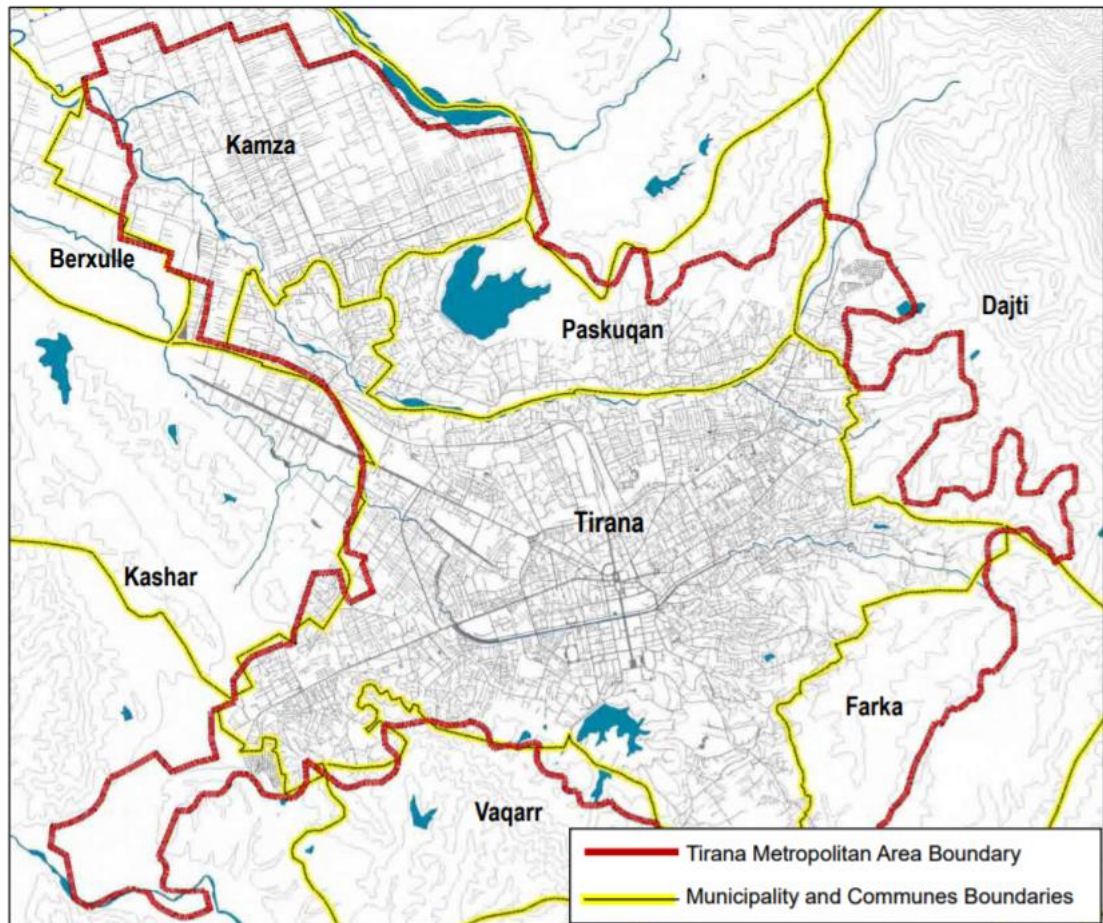 Kamza
Berxulle
Paskuqan
Dajti
Tirana
Kashar
Farka
Vaqarr
Tirana Metropolitan Area Boundary
Municipality and Communes Boundaries